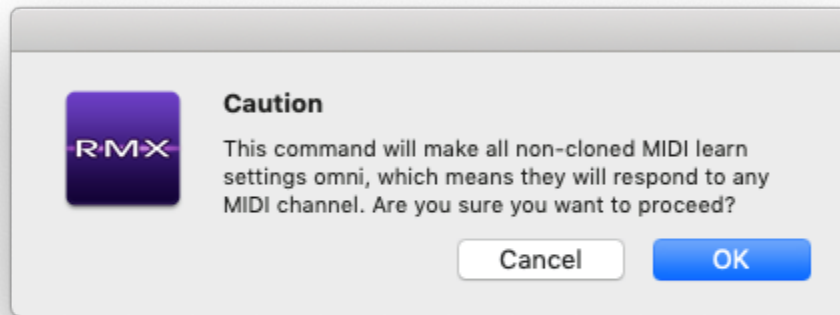 Caution
RMX
This command will make all non-cloned MIDI learn
settings omni, which means they will respond to any
MIDI channel. Are you sure you want to proceed?
Cancel
OK